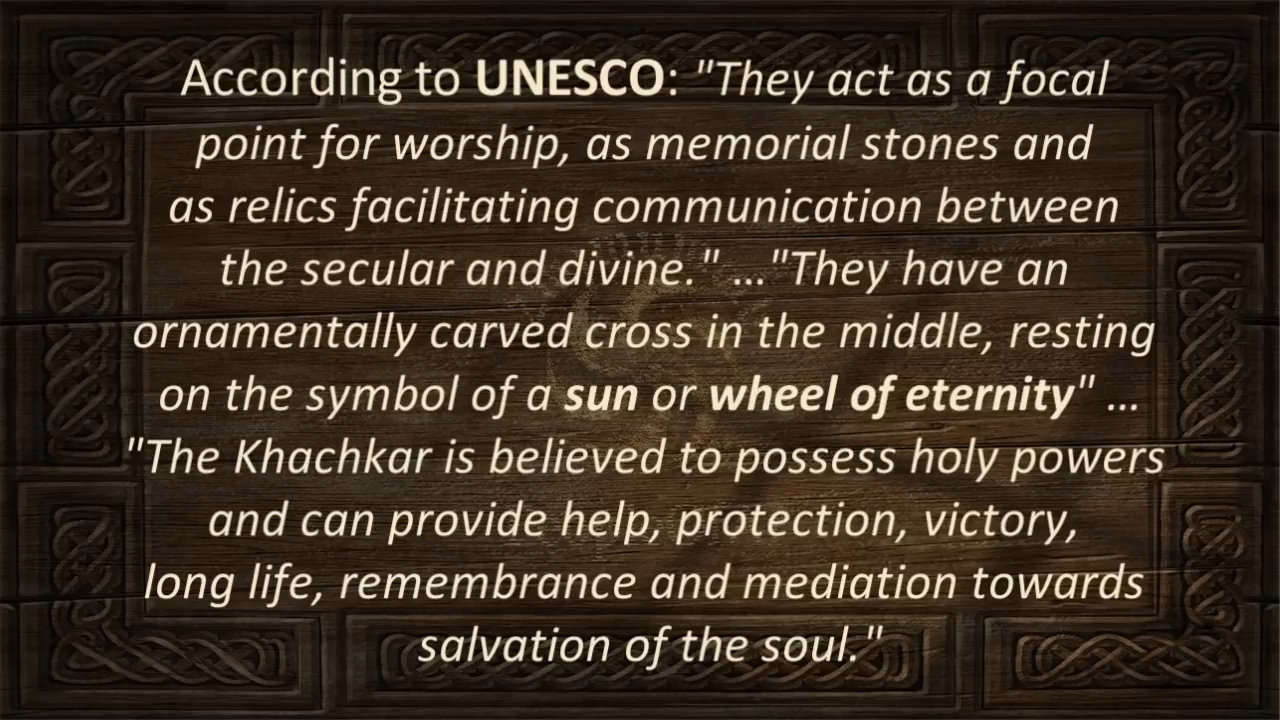 According to UNESCO: "They act as a focal
point for worship, as memorial stones and
as relics facilitating communication between
the secular and divine." ..."They have an
ornamentally carved cross in the middle, resting
on the symbol of a sun or wheel of eternity" ...
"The Khachkar is believed to possess holy powers
and can provide help, protection, victory,
long life, remembrance and mediation towards
salvation of the soul."